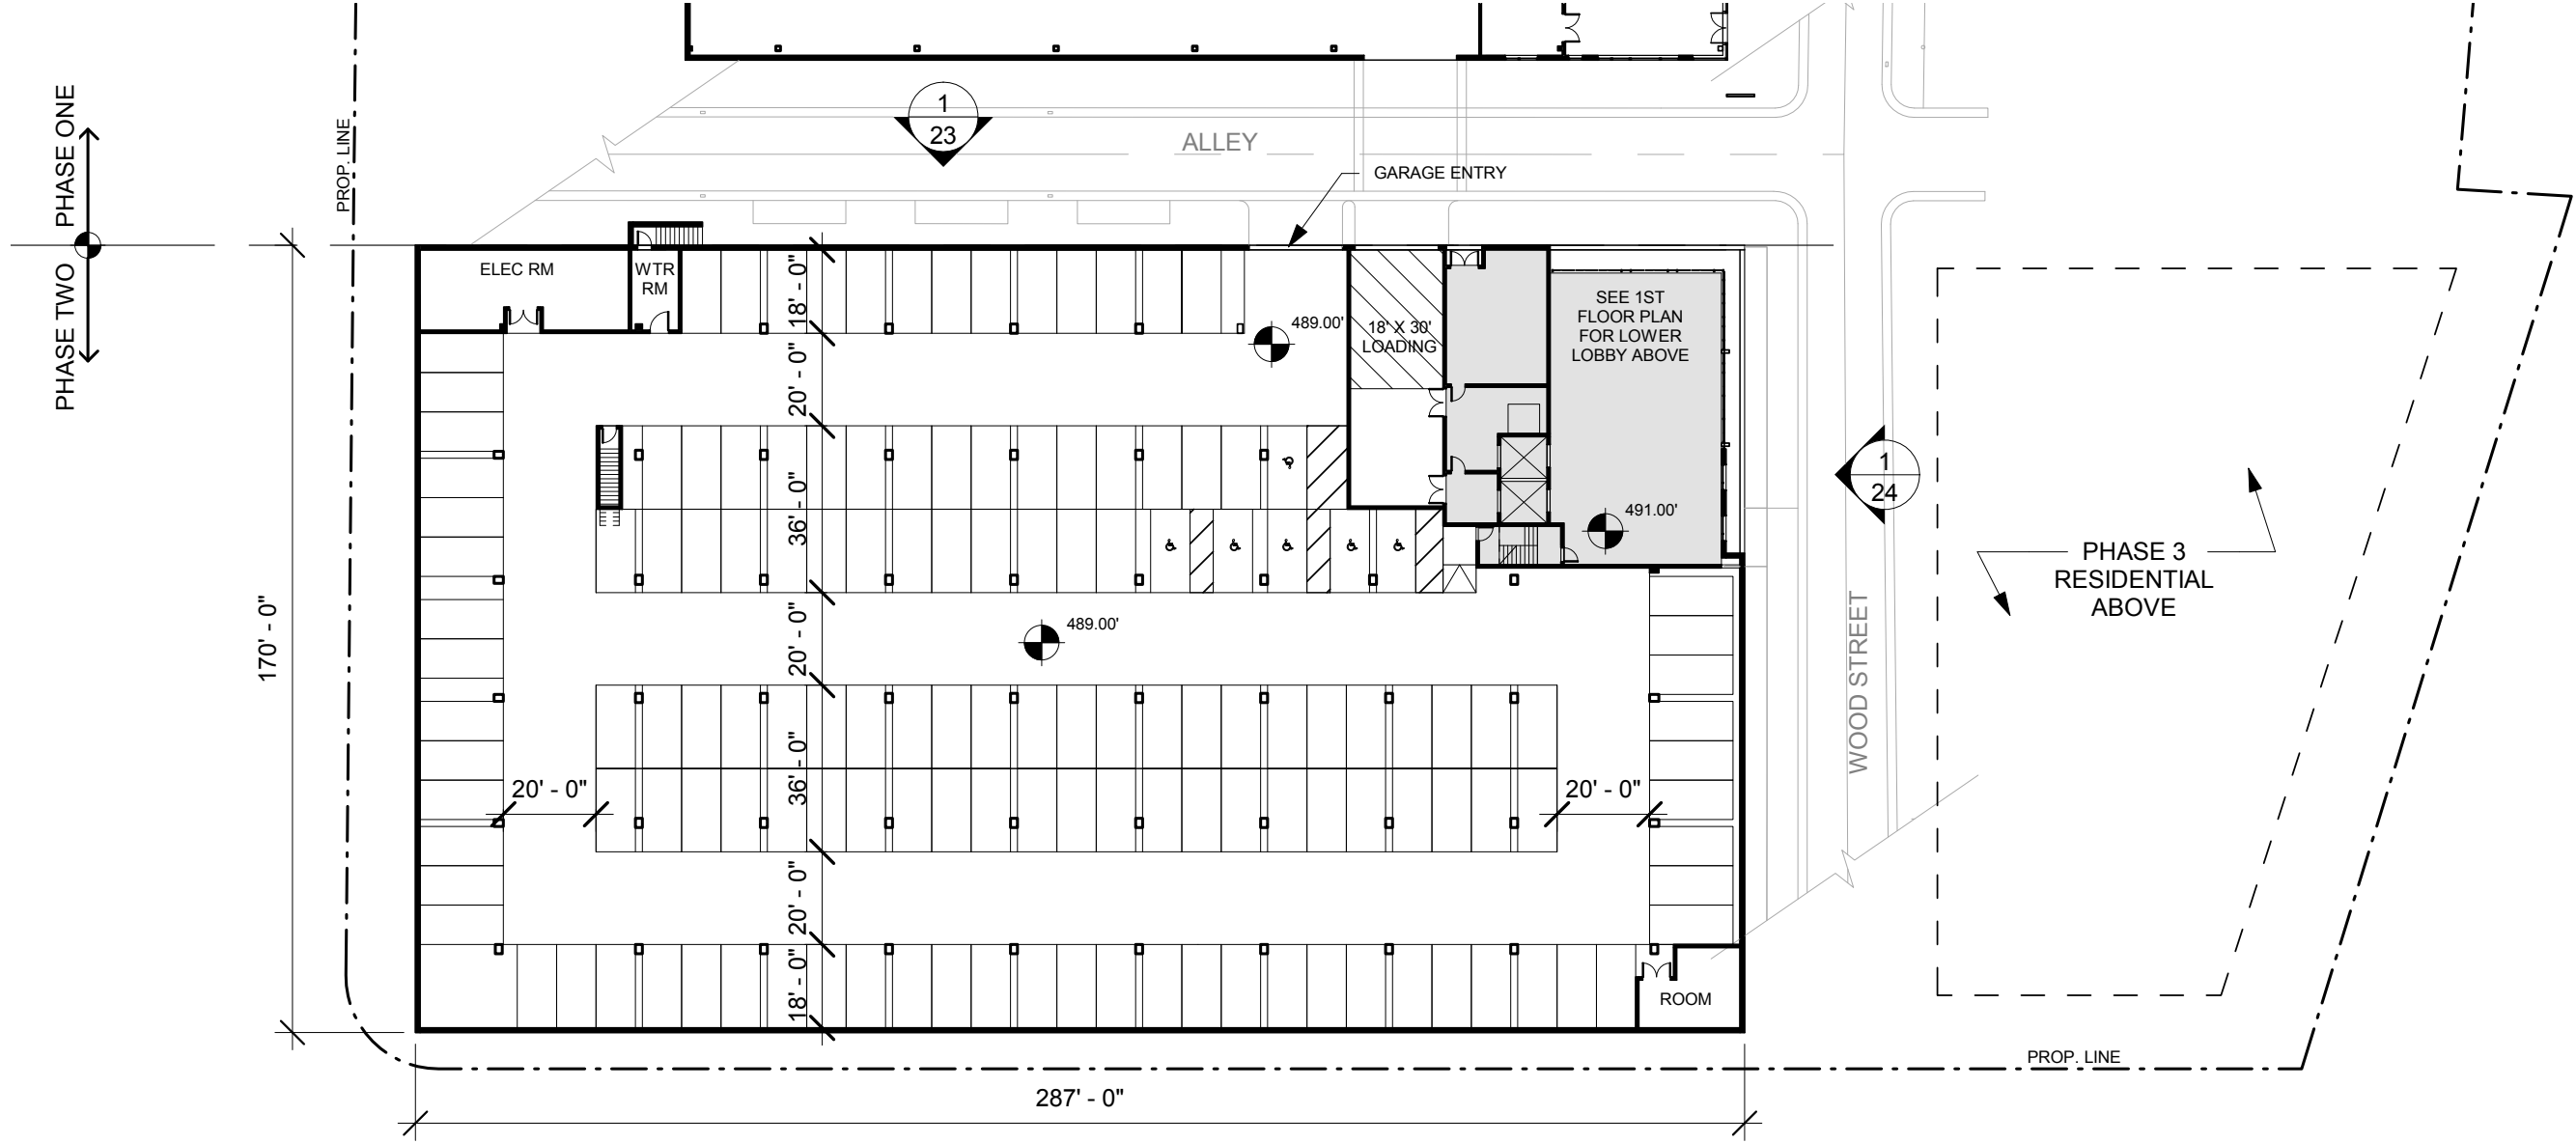 PHASE ONE
PHASE TWO
PROP. LINE
1
23
ALLEY
GARAGE ENTRY
ELEC RM
WTR
RM
18' - 0"
489.00'
18' X 30'
LOADING
SEE 1ST
FLOOR PLAN
FOR LOWER
LOBBY ABOVE
20' - 0"
36' - 0"
491.00'
1
24
PHASE 3
RESIDENTIAL
ABOVE
170' - 0"
20' - 0"
489.00'
WOOD STREET
36' - 0"
20' - 0"
20' - 0"
20' - 0"
18' - 0"
ROOM
PROP. LINE
287' - 0"